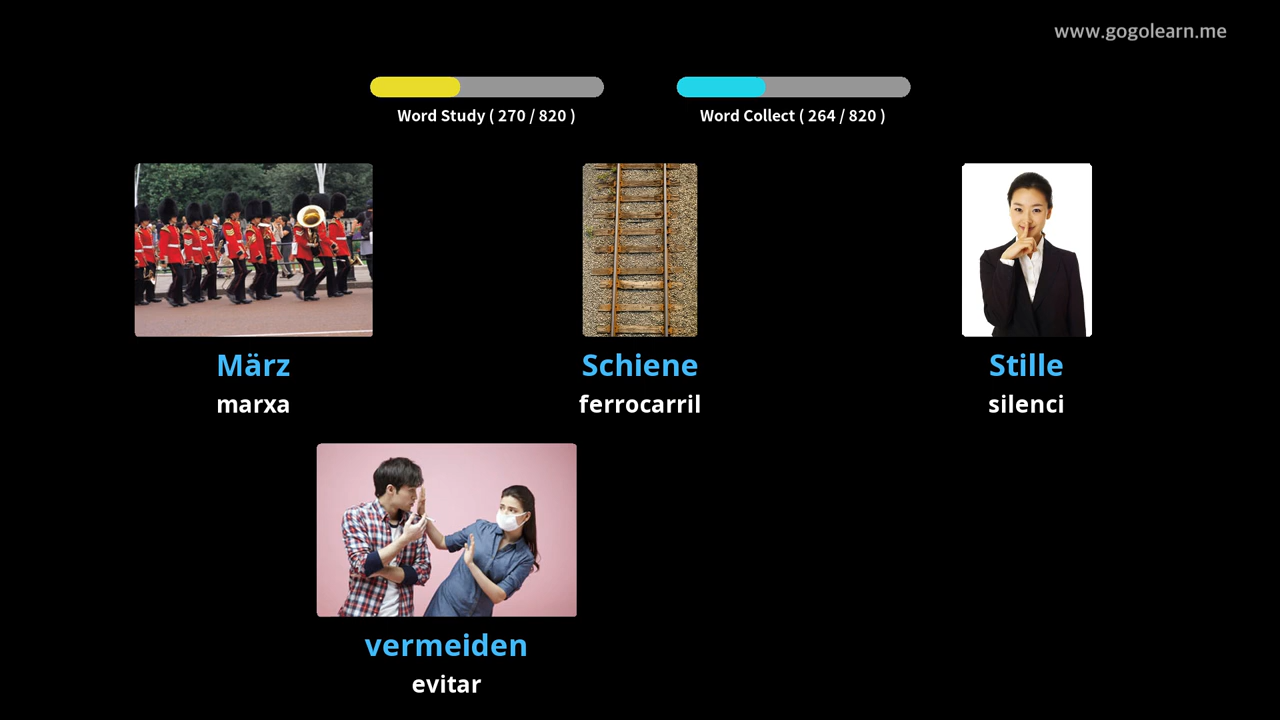 www.gogolearn.me
Word Study ( 270 / 820 )
Word Collect ( 264 / 820 )
März
marxa
Schiene
ferrocarril
Stille
silenci
vermeiden
evitar